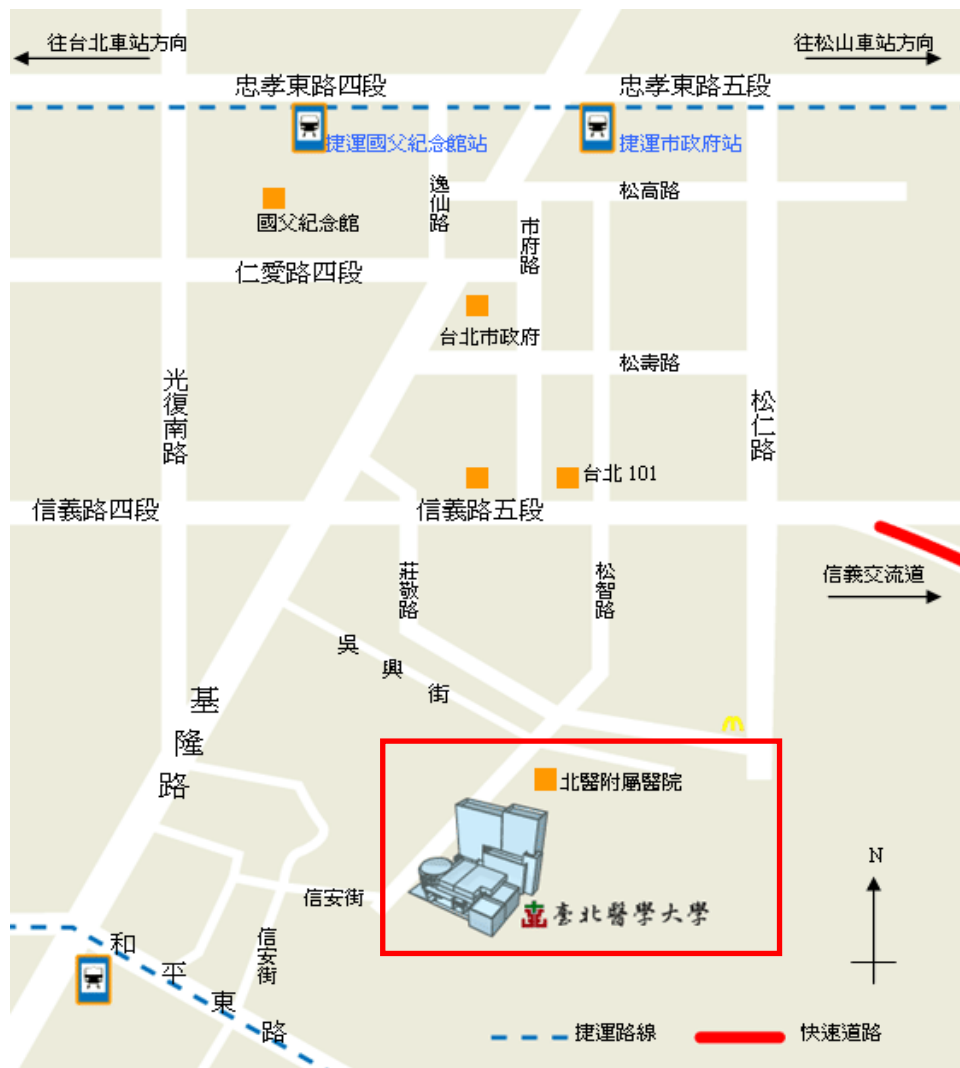 往台北車站方向
往松山車站方向
忠孝東路四段
忠孝東路五段
捷運國父紀念館站
捷運市政府站
逸仙路
松高路
國父紀念館
市府路
仁愛路四段
台北市政府
松壽路
光復南路
松仁路
台北 101
信義路四段
信義路五段
莊敬路
松智路
信義交流道
吳興街
基隆路
北醫附屬醫院
N
信安街
臺北醫學大學
信安街
和平東路
捷運路線
快速道路